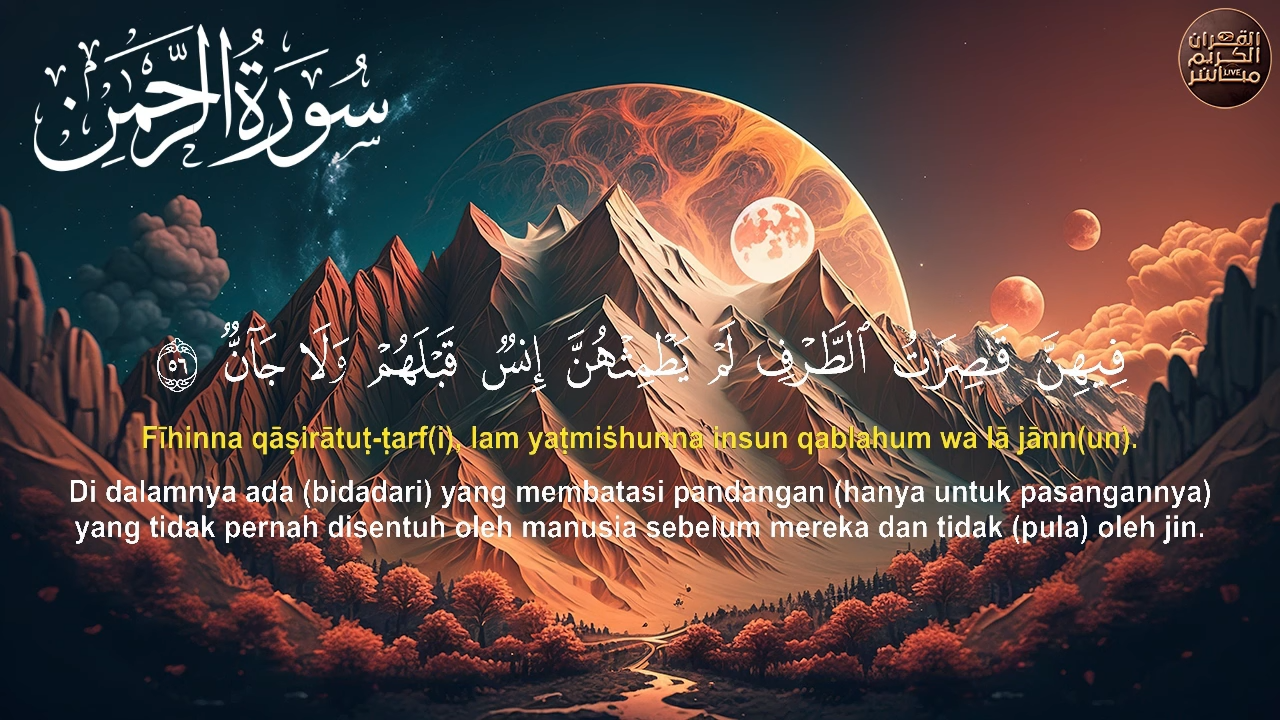 سُورَةُ الرَّحْمَٰنِ
القرآن
الكريم
مباشر
LIVE
فِيهِنَّ قَٰصِرَٰتُ ٱلطَّرْفِ لَمْ يَطْمِثْهُنَّ إِنسٌ قَبْلَهُمْ وَلَا جَآنٌّ ٥٦
Fīhinna qāṣirātuṭ-ṭarf(i), lam yaṭmiṡhunna insun qablahum wa lā jānn(un).
Di dalamnya ada (bidadari) yang membatasi pandangan (hanya untuk pasangannya)
yang tidak pernah disentuh oleh manusia sebelum mereka dan tidak (pula) oleh jin.